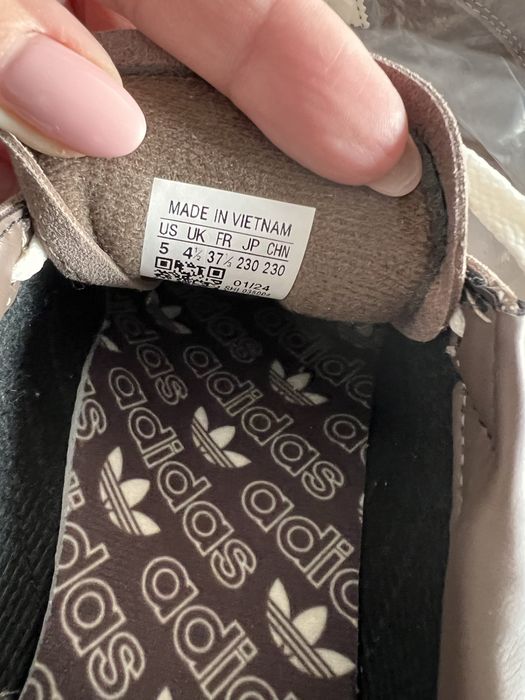 MADE IN VIETNAM
US UK FR JP CHN
5 4½ 37⅓ 230 230
01/24
adidas
adidas
adidas
adidas
adidas
adidas